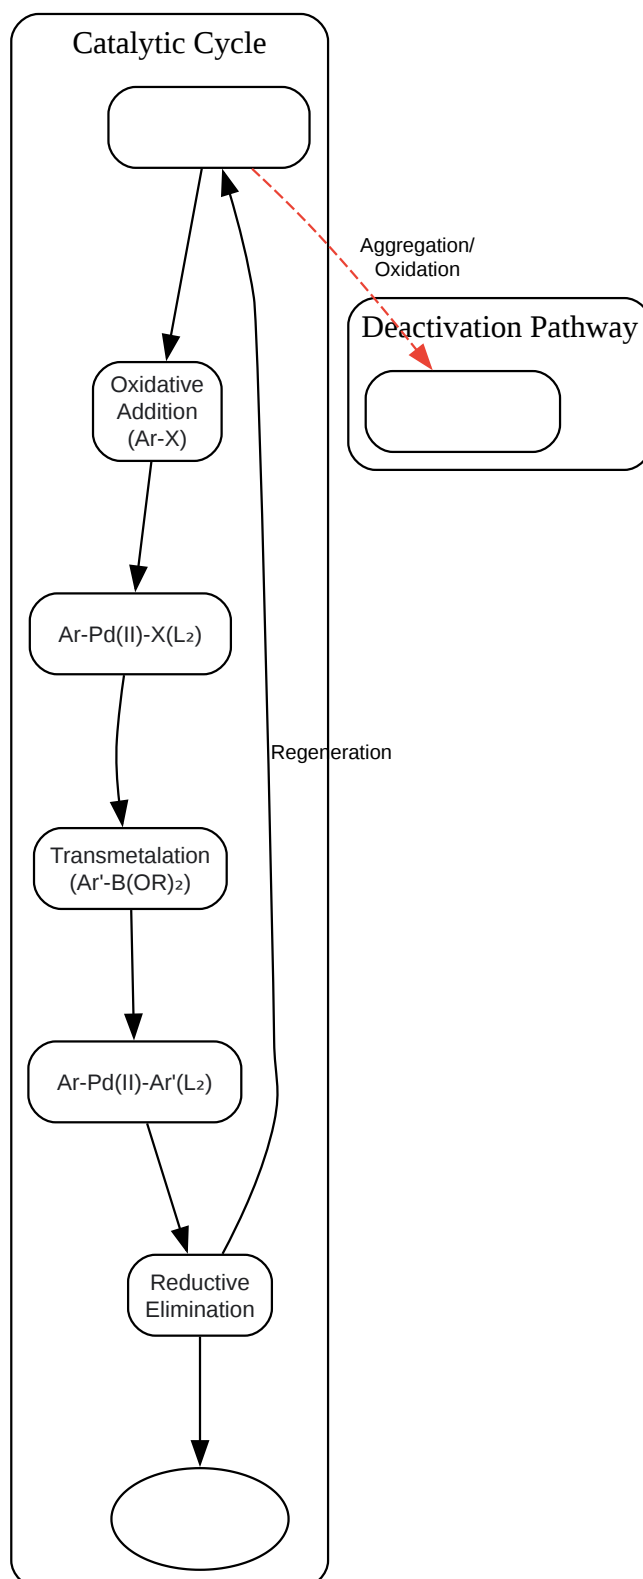 Catalytic Cycle
Aggregation/
Oxidation
Deactivation Pathway
Oxidative
Addition
(Ar-X)
Ar-Pd(II)-X(L₂)
Regeneration
Transmetalation
(Ar'-B(OR)₂)
Ar-Pd(II)-Ar'(L₂)
Reductive
Elimination